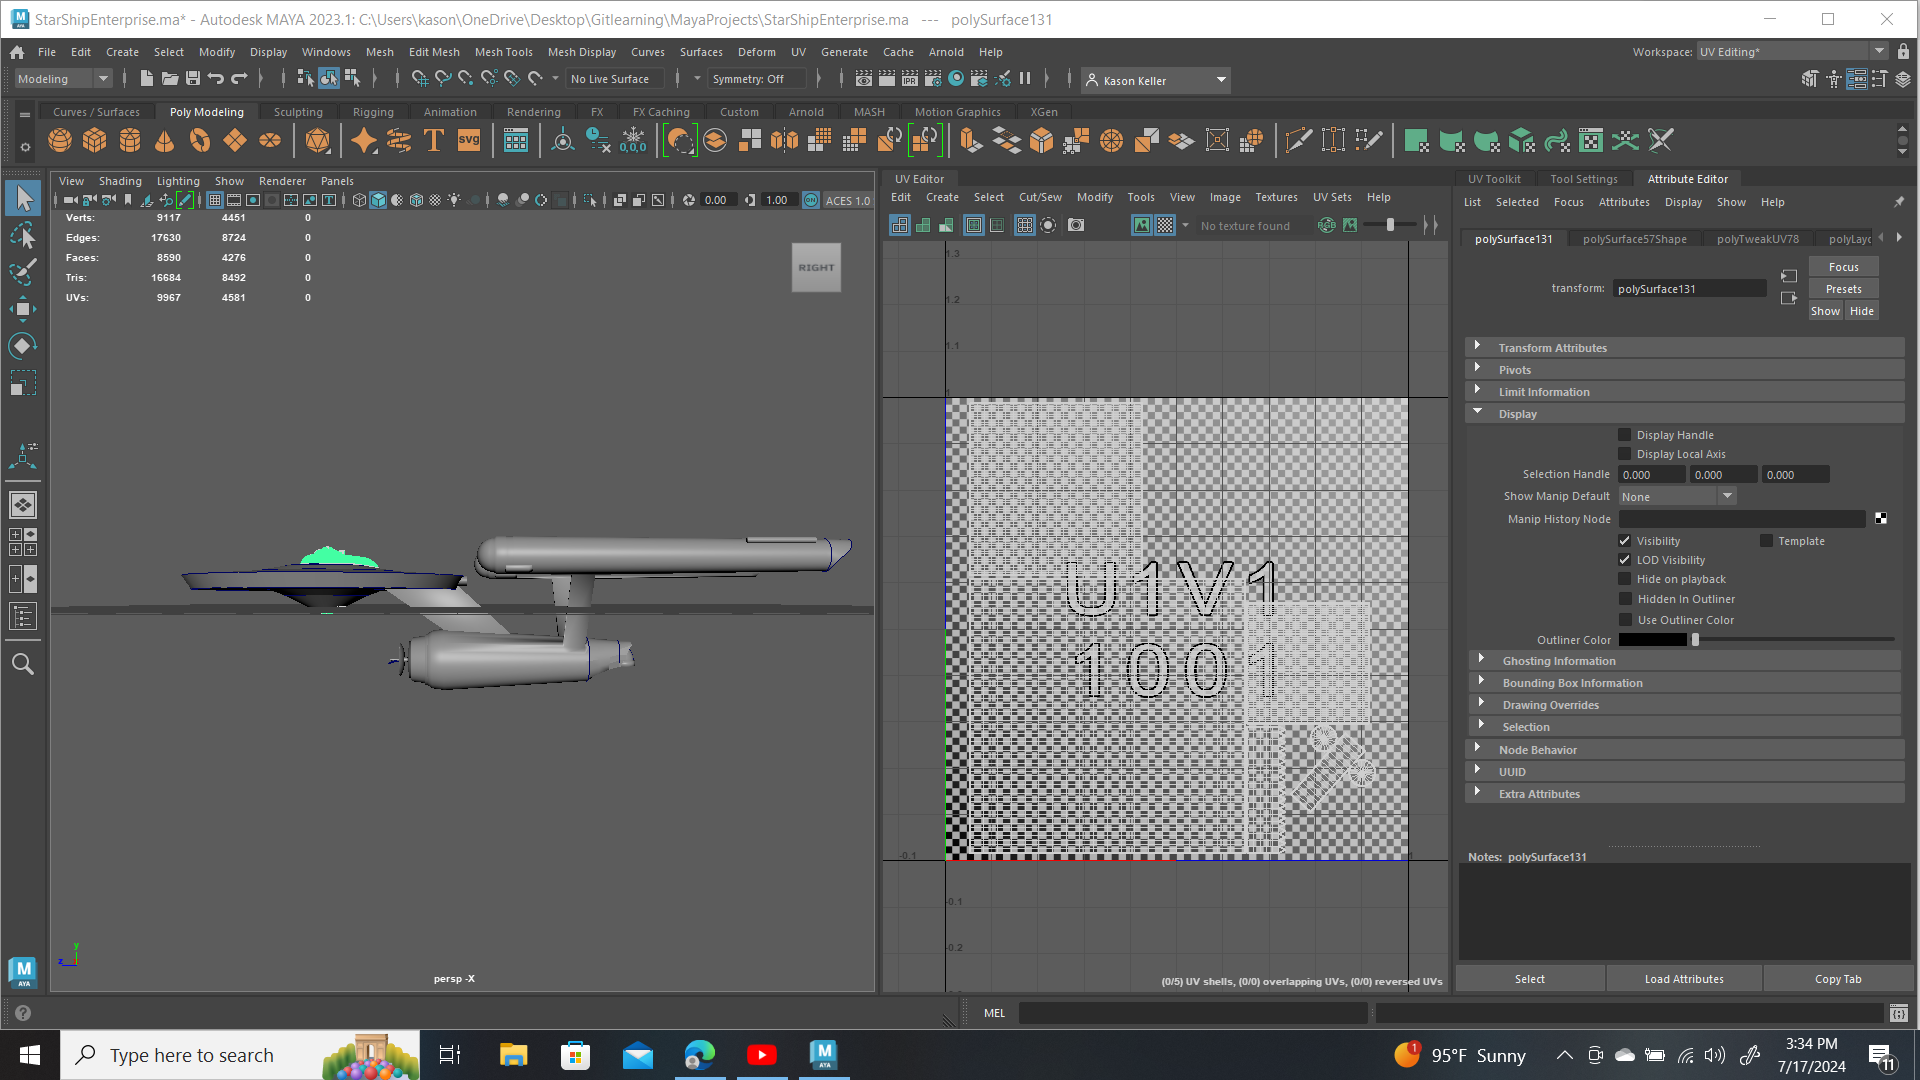 StarShipEnterprise.ma* - Autodesk MAYA 2023.1: C:\Users\kason\OneDrive\Desktop\Gitlearning\MayaProjects\StarShipEnterprise.ma --- polySurface131
File Edit Create Select Modify Display Windows Mesh Edit Mesh Mesh Tools Mesh Display Curves Surfaces Deform UV Generate Cache Arnold Help Workspace: UV Editing*
Modeling No Live Surface Symmetry: Off Kason Keller
Curves / Surfaces Poly Modeling Sculpting Rigging Animation Rendering FX FX Caching Custom Arnold MASH Motion Graphics XGen
T svg 0,0,0
View Shading Lighting Show Renderer Panels
0.00 1.00 ACES 1.0
Verts: 9117 4451 0
Edges: 17630 8724 0
Faces: 8590 4276 0
Tris: 16684 8492 0
UVs: 9967 4581 0
RIGHT
y
z
persp -X
UV Editor
Edit Create Select Cut/Sew Modify Tools View Image Textures UV Sets Help
No texture found
1.3
1.2
1.1
1
U1V1
1001
-0.1 1
-0.1
-0.2
(0/5) UV shells, (0/0) overlapping UVs, (0/0) reversed UVs
UV Toolkit Tool Settings Attribute Editor
List Selected Focus Attributes Display Show Help
polySurface131 polySurface57Shape polyTweakUV78 polyLayo
transform: polySurface131
Focus
Presets
Show Hide
Transform Attributes
Pivots
Limit Information
Display
Display Handle
Display Local Axis
Selection Handle 0.000 0.000 0.000
Show Manip Default None
Manip History Node
Visibility Template
LOD Visibility
Hide on playback
Hidden In Outliner
Use Outliner Color
Outliner Color
Ghosting Information
Bounding Box Information
Drawing Overrides
Selection
Node Behavior
UUID
Extra Attributes
Notes: polySurface131
Select Load Attributes Copy Tab
M
AYA
MEL
Type here to search
95°F Sunny
3:34 PM
7/17/2024
11